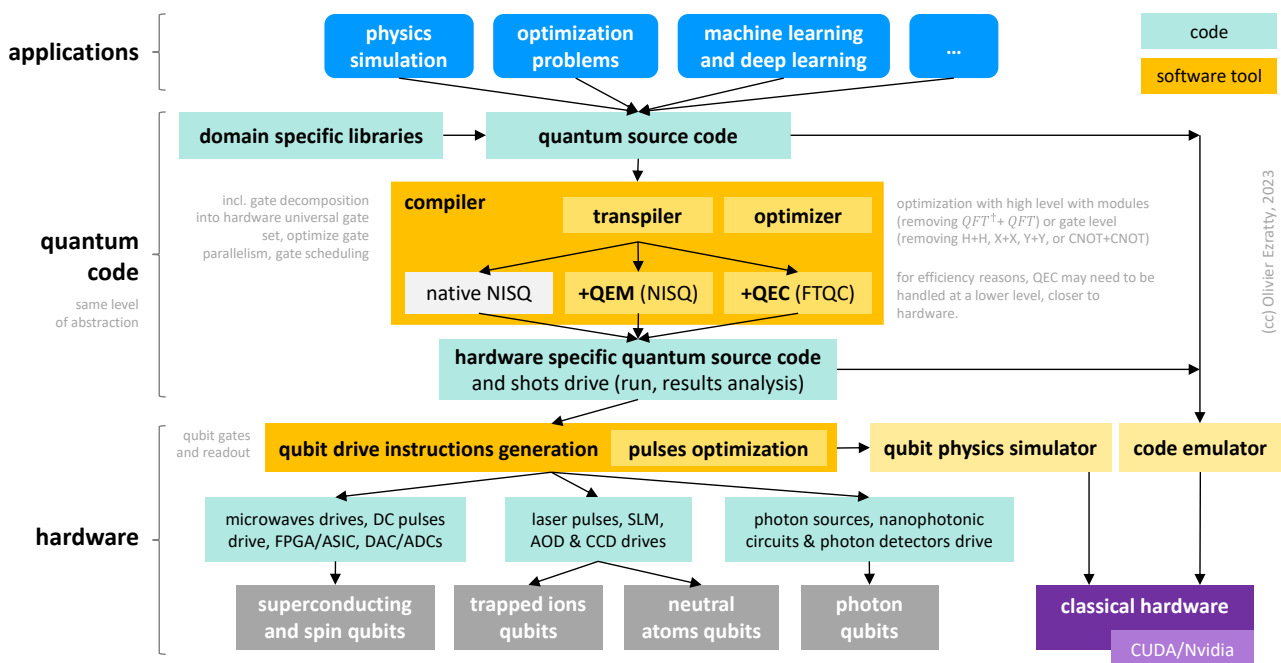 applications
physics
simulation
optimization
problems
machine learning
and deep learning
...
code
software tool
domain specific libraries
quantum source code
quantum
code
same level
of abstraction
incl. gate decomposition
into hardware universal gate
set, optimize gate
parallelism, gate scheduling
compiler
transpiler
optimizer
native NISQ
+QEM (NISQ)
+QEC (FTQC)
optimization with high level with modules
(removing QFT†+ QFT) or gate level
(removing H+H, X+X, Y+Y, or CNOT+CNOT)
for efficiency reasons, QEC may need to be
handled at a lower level, closer to
hardware.
(cc) Olivier Ezratty, 2023
hardware specific quantum source code
and shots drive (run, results analysis)
hardware
qubit gates
and readout
qubit drive instructions generation
pulses optimization
qubit physics simulator
code emulator
microwaves drives, DC pulses
drive, FPGA/ASIC, DAC/ADCs
laser pulses, SLM,
AOD & CCD drives
photon sources, nanophotonic
circuits & photon detectors drive
superconducting
and spin qubits
trapped ions
qubits
neutral
atoms qubits
photon
qubits
classical hardware
CUDA/Nvidia